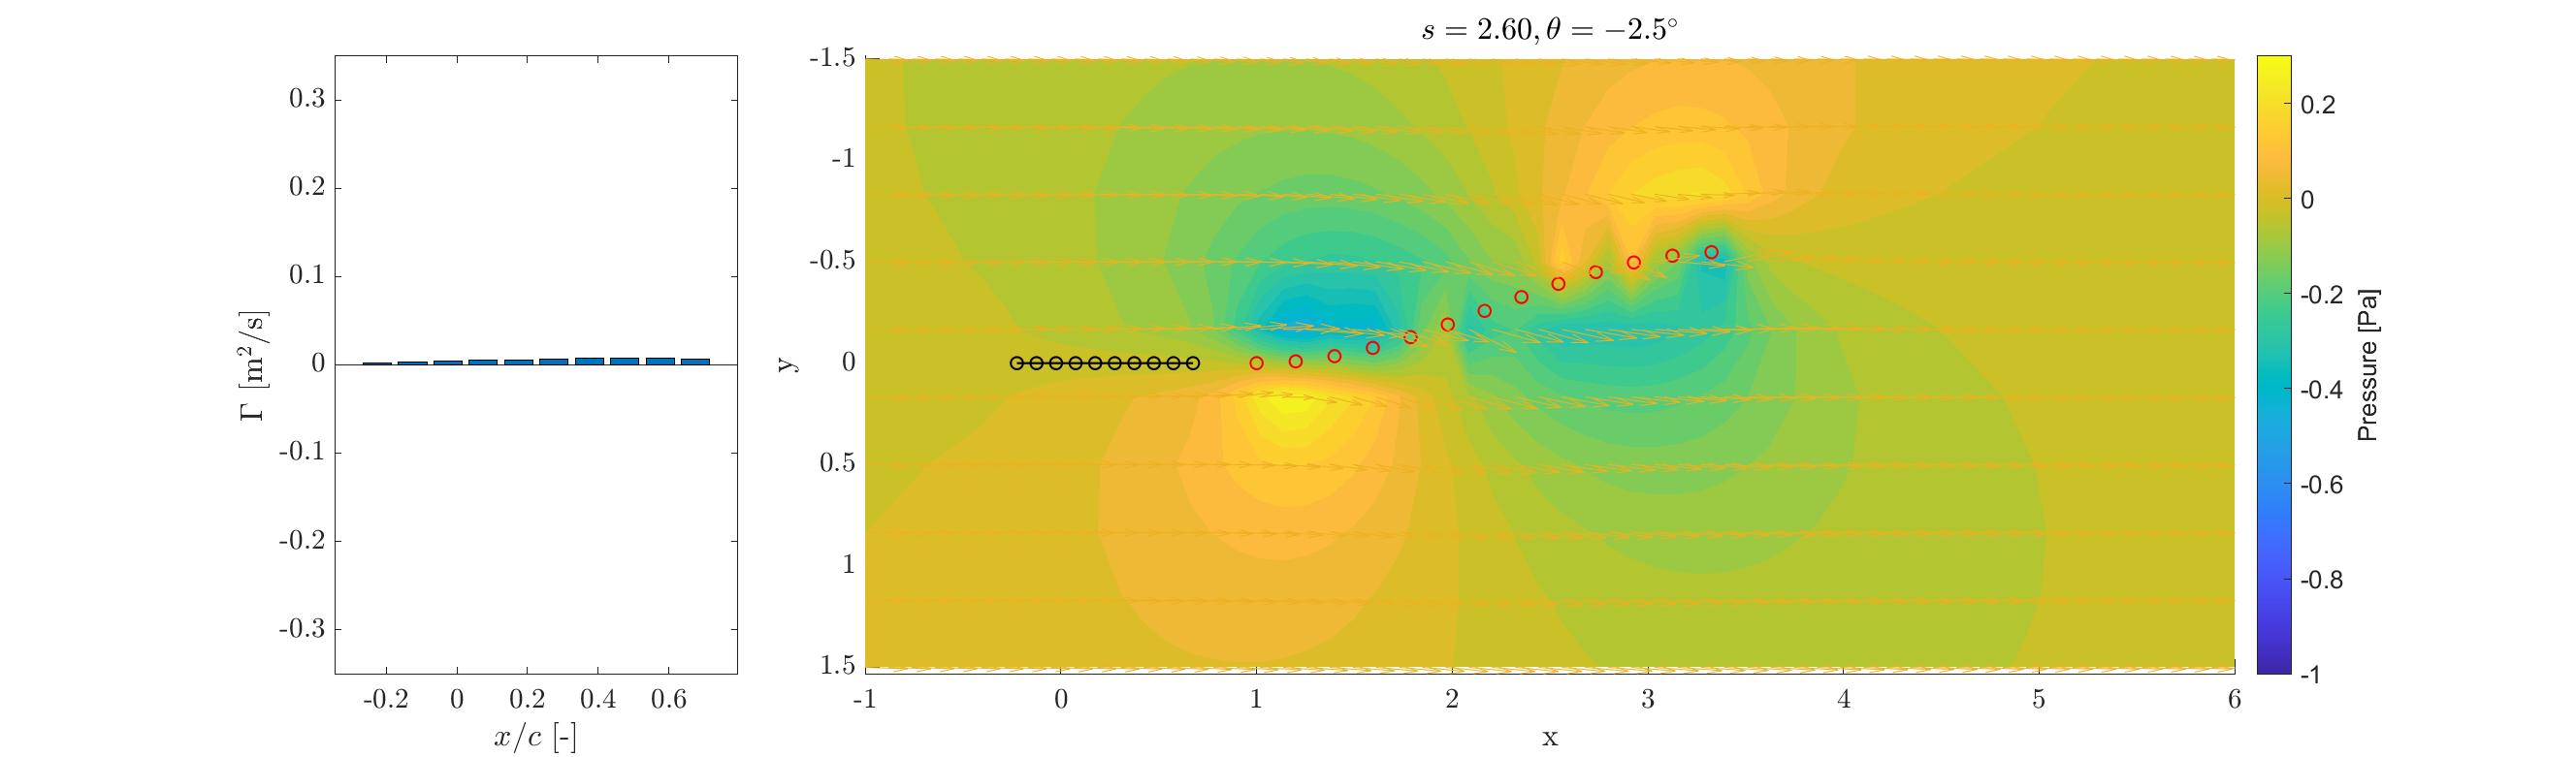 s = 2.60, θ = −2.5°
0.3
0.2
0.1
0
-0.1
-0.2
-0.3
Γ [m²/s]
-0.2 0 0.2 0.4 0.6
x/c [-]
-1.5
-1
-0.5
0
0.5
1
1.5
y
-1 0 1 2 3 4 5 6
x
0.2
0
-0.2
-0.4
-0.6
-0.8
-1
Pressure [Pa]